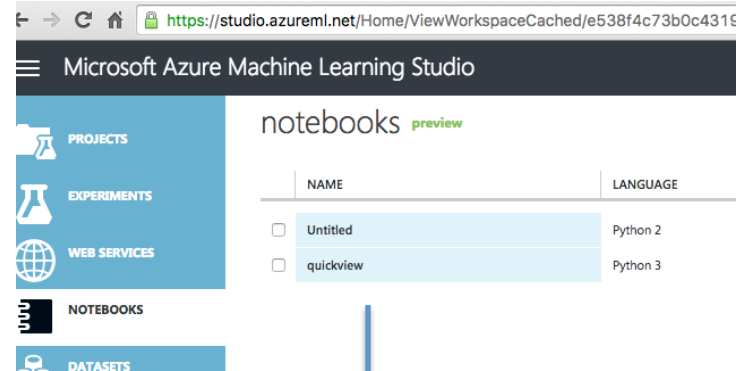 https://studio.azureml.net/Home/ViewWorkspaceCached/e538f4c73b0c4319
Microsoft Azure Machine Learning Studio
notebooks preview
PROJECTS
EXPERIMENTS
WEB SERVICES
NOTEBOOKS
DATASETS
NAME LANGUAGE
Untitled Python 2
quickview Python 3